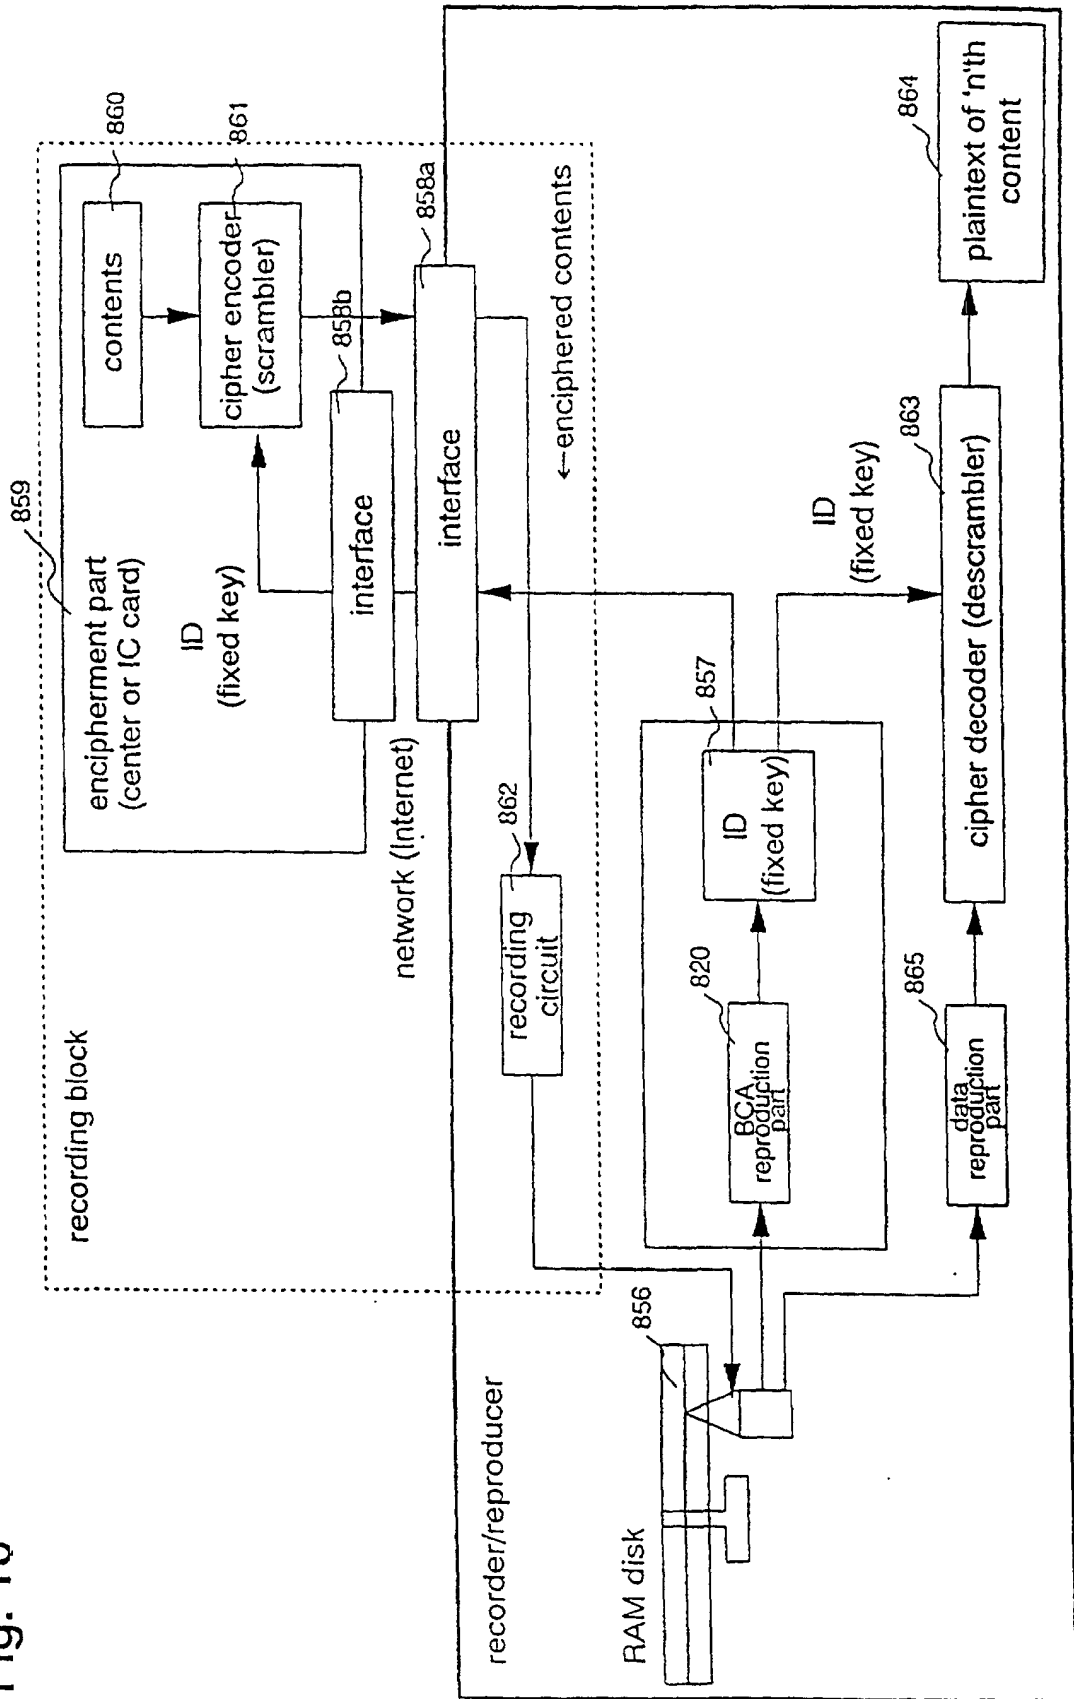 recording block
859
encipherment part
(center or IC card)
contents
860
cipher encoder
(scrambler)
861
ID
(fixed key)
interface
858b
network (Internet)
interface
858a
←enciphered contents
recording
circuit
862
recorder/reproducer
RAM disk
856
BCA
reproduction
part
820
ID
(fixed key)
857
ID
(fixed key)
data
reproduction
part
865
cipher decoder (descrambler)
863
plaintext of 'n'th
content
864